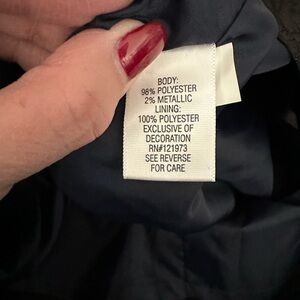 BODY:
98% POLYESTER
2% METALLIC
LINING:
100% POLYESTER
EXCLUSIVE OF
DECORATION
RN#121973
SEE REVERSE
FOR CARE